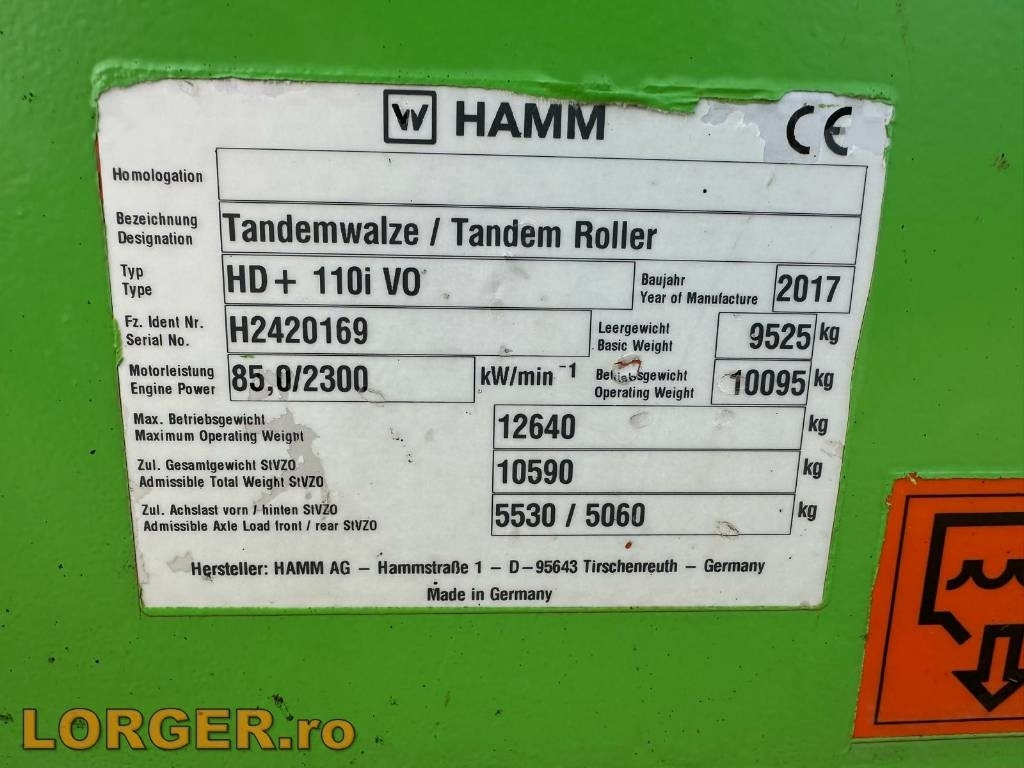 W HAMM CE
Homologation
Bezeichnung
Designation
Tandemwalze / Tandem Roller
Typ
Type
HD+ 110i VO
Baujahr
Year of Manufacture
2017
Fz. Ident Nr.
Serial No.
H2420169
Leergewicht
Basic Weight
9525 kg
Motorleistung
Engine Power
85,0/2300 kW/min⁻¹
Betriebsgewicht
Operating Weight
10095 kg
Max. Betriebsgewicht
Maximum Operating Weight
12640 kg
Zul. Gesamtgewicht StVZO
Admissible Total Weight StVZO
10590 kg
Zul. Achslast vorn / hinten StVZO
Admissible Axle Load front / rear StVZO
5530 / 5060 kg
Hersteller: HAMM AG – Hammstraße 1 – D–95643 Tirschenreuth – Germany
Made in Germany
LORGER.ro